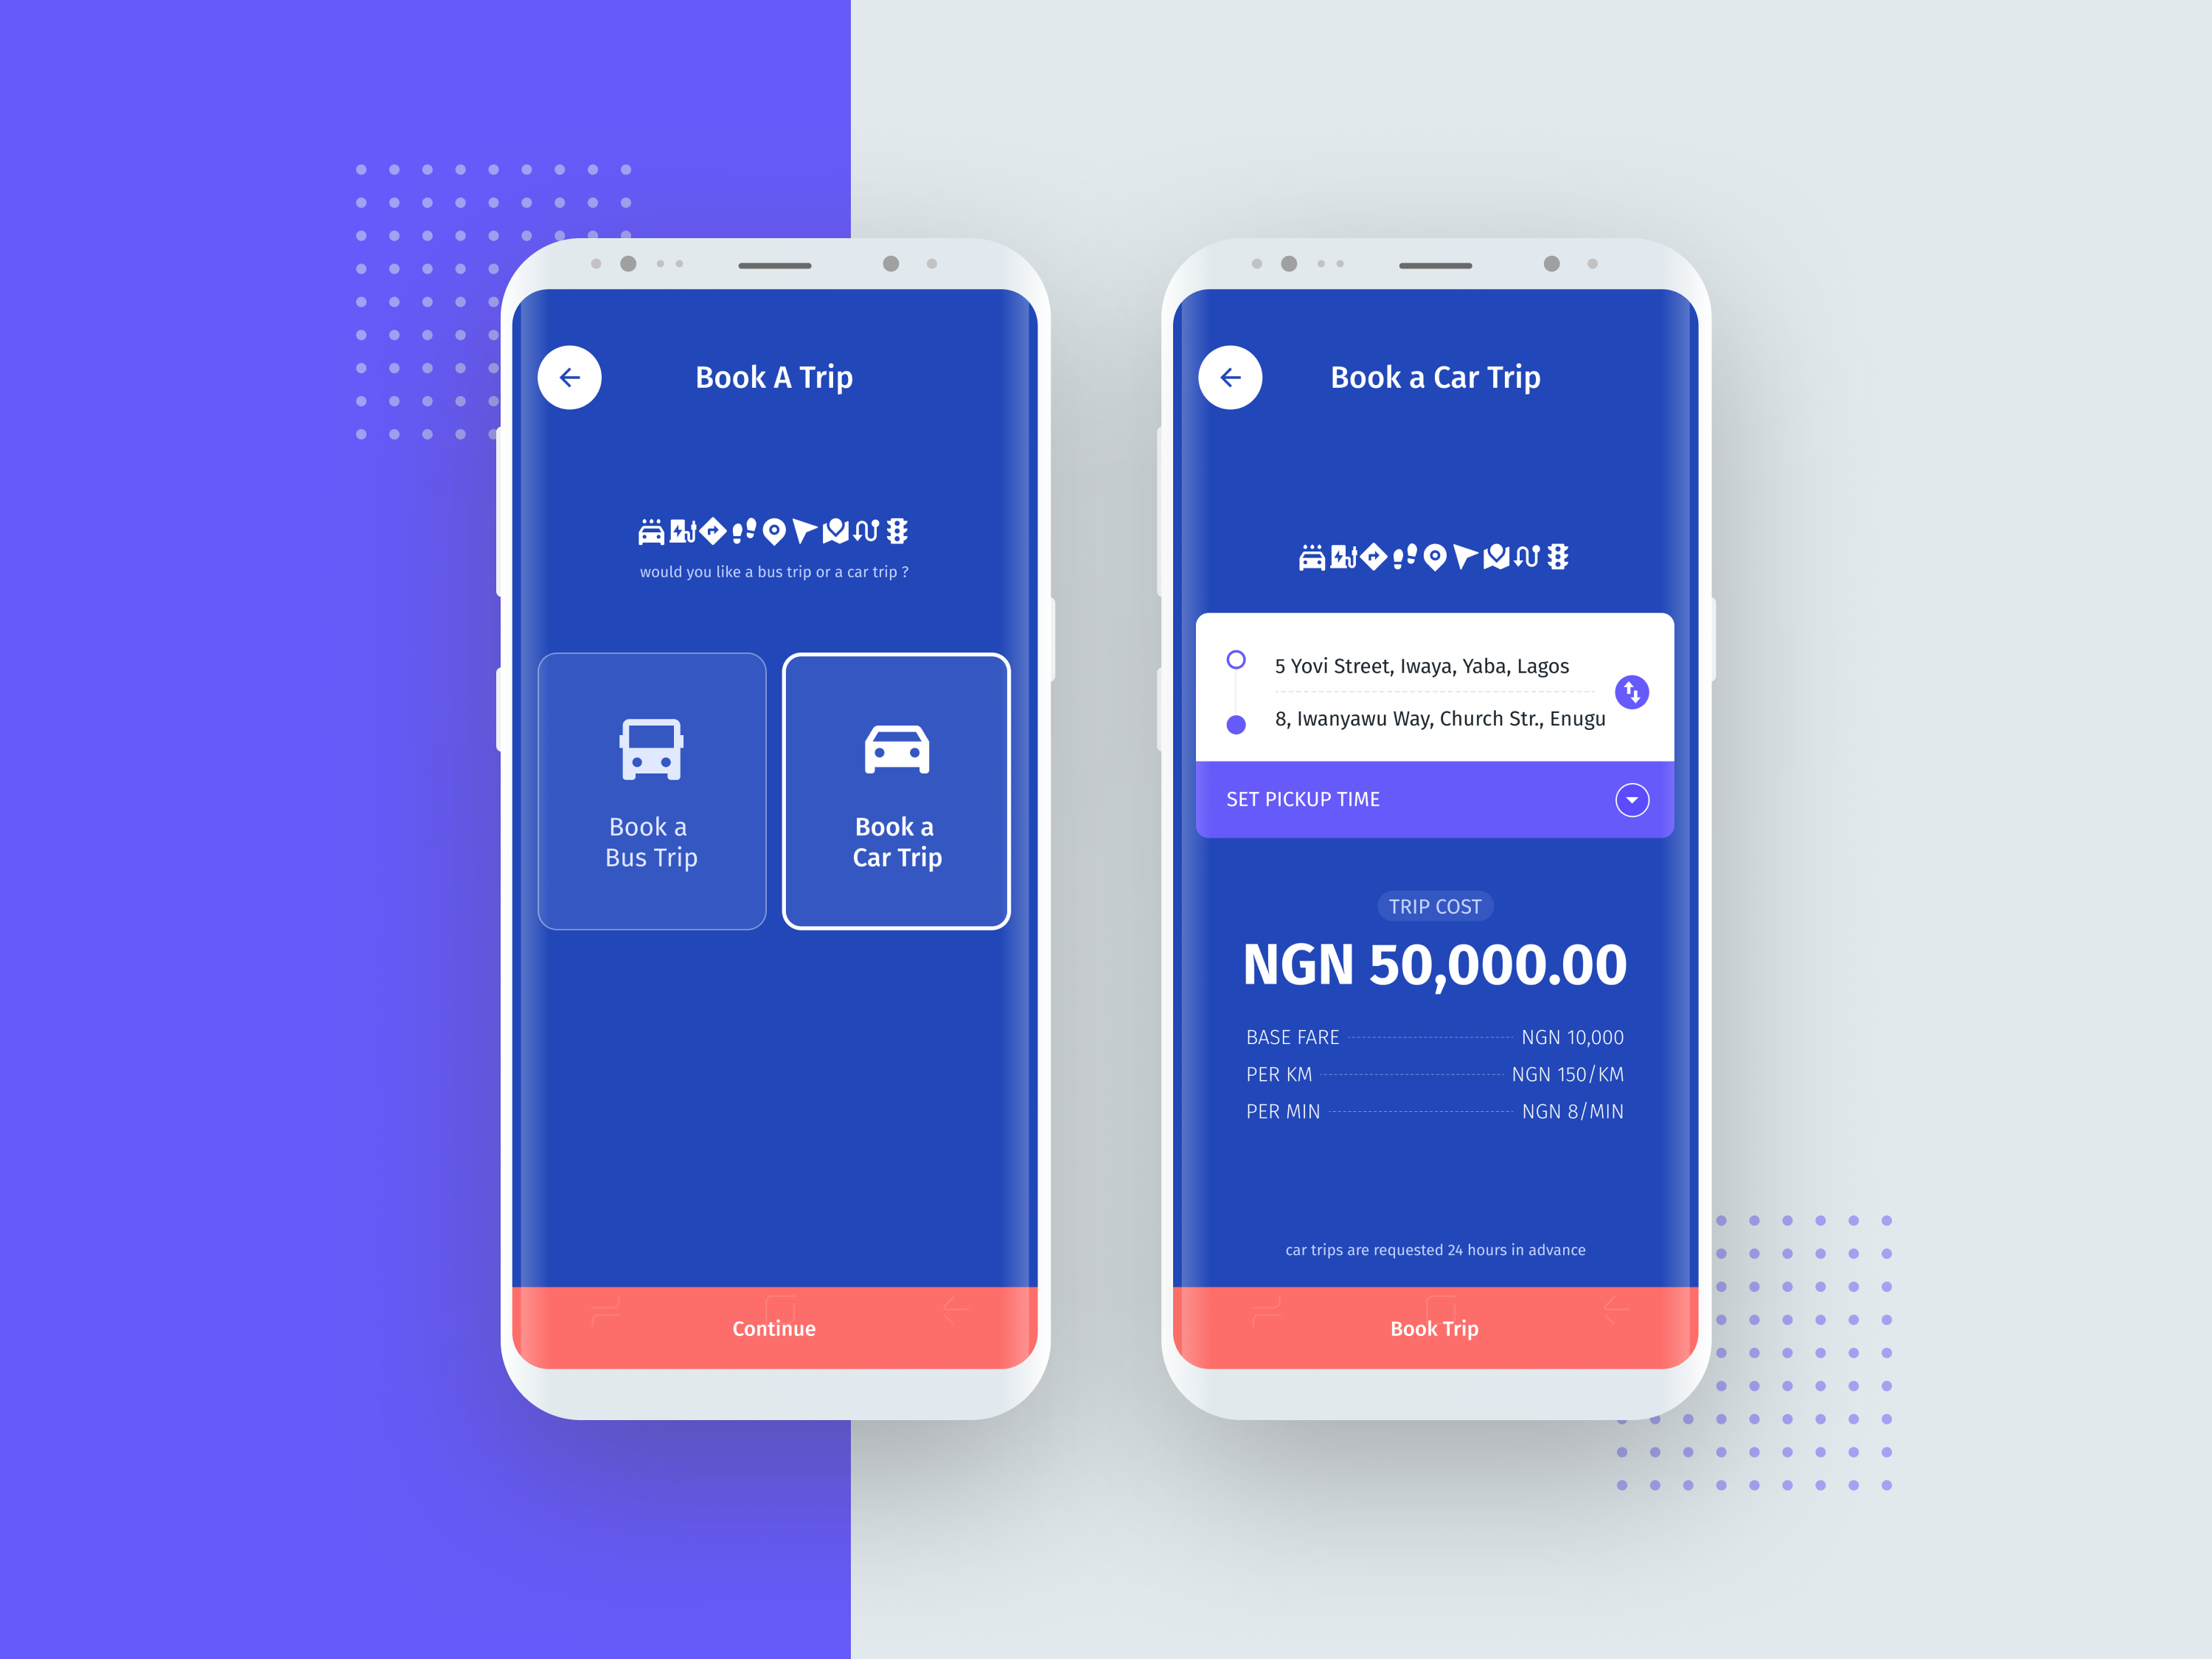 Book A Trip
would you like a bus trip or a car trip ?
Book a
Bus Trip
Book a
Car Trip
Continue
Book a Car Trip
5 Yovi Street, Iwaya, Yaba, Lagos
8, Iwanyawu Way, Church Str., Enugu
SET PICKUP TIME
TRIP COST
NGN 50,000.00
BASE FARE NGN 10,000
PER KM NGN 150/KM
PER MIN NGN 8/MIN
car trips are requested 24 hours in advance
Book Trip